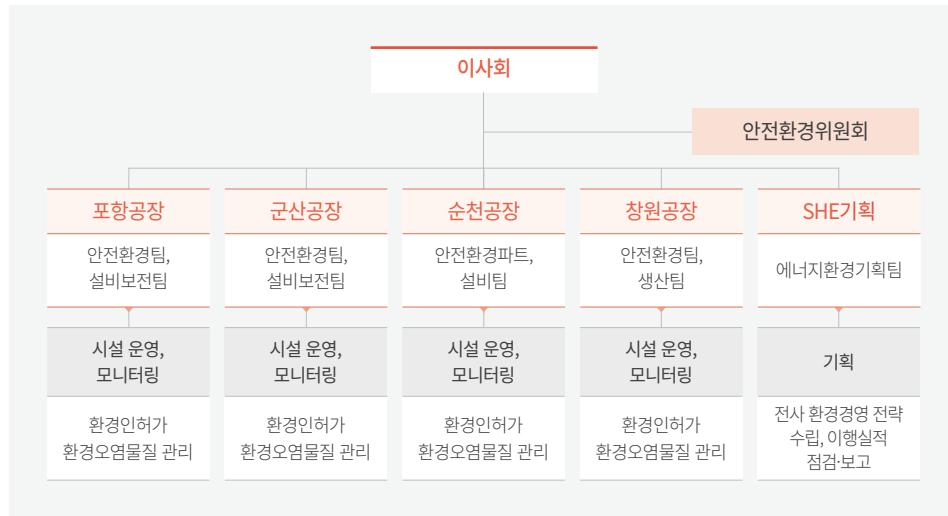 이사회
안전환경위원회
포항공장
군산공장
순천공장
창원공장
SHE기획
안전환경팀,
설비보전팀
안전환경팀,
설비보전팀
안전환경파트,
설비팀
안전환경팀,
생산팀
에너지환경기획팀
시설 운영,
모니터링
시설 운영,
모니터링
시설 운영,
모니터링
시설 운영,
모니터링
기획
환경인허가
환경오염물질 관리
환경인허가
환경오염물질 관리
환경인허가
환경오염물질 관리
환경인허가
환경오염물질 관리
전사 환경경영 전략
수립, 이행실적
점검·보고